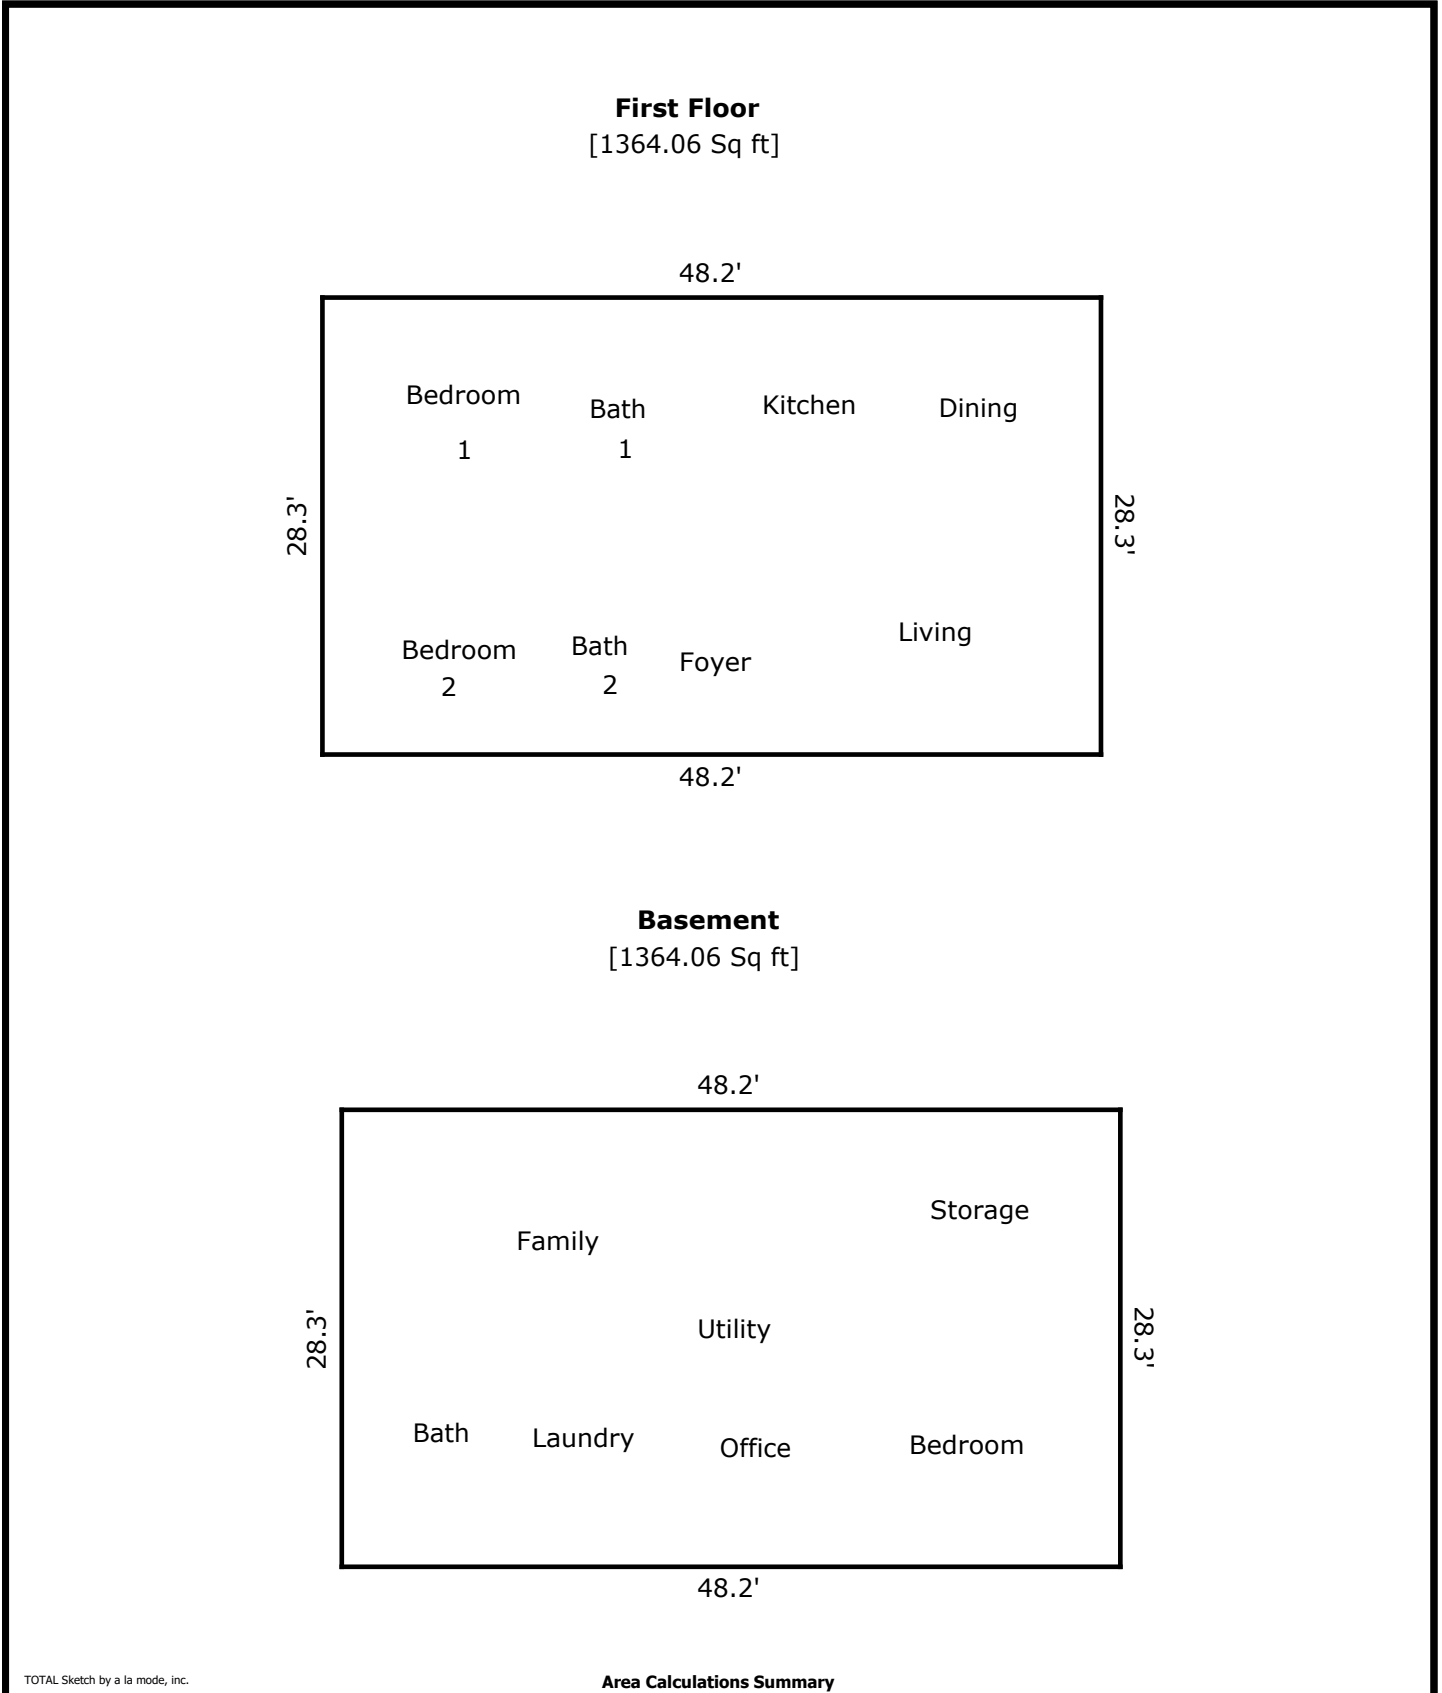 First Floor
[1364.06 Sq ft]
48.2'
Bedroom
1
Bath
1
Kitchen
Dining
28.3'
28.3'
Bedroom
2
Bath
2
Foyer
Living
48.2'
Basement
[1364.06 Sq ft]
48.2'
Storage
Family
Utility
28.3'
28.3'
Bath
Laundry
Office
Bedroom
48.2'
TOTAL Sketch by a la mode, inc.
Area Calculations Summary